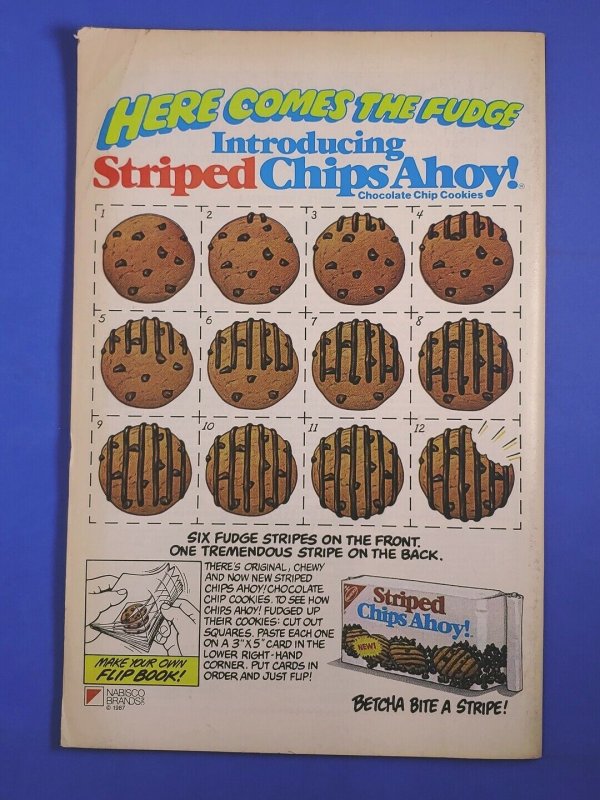 HERE COMES THE FUDGE
Introducing
Striped Chips Ahoy!®
Chocolate Chip Cookies
1 2 3 4
5 6 7 8
9 10 11 12
SIX FUDGE STRIPES ON THE FRONT.
ONE TREMENDOUS STRIPE ON THE BACK.
THERE'S ORIGINAL, CHEWY
AND NOW NEW STRIPED
CHIPS AHOY! CHOCOLATE
CHIP COOKIES. TO SEE HOW
CHIPS AHOY! FUDGED UP
THEIR COOKIES: CUT OUT
SQUARES. PASTE EACH ONE
ON A 3"X5" CARD IN THE
LOWER RIGHT-HAND
CORNER. PUT CARDS IN
ORDER AND JUST FLIP!
MAKE YOUR OWN
FLIP BOOK!
NABISCO
BRANDS
© 1987
Striped
Chips Ahoy!
NEW!
BETCHA BITE A STRIPE!